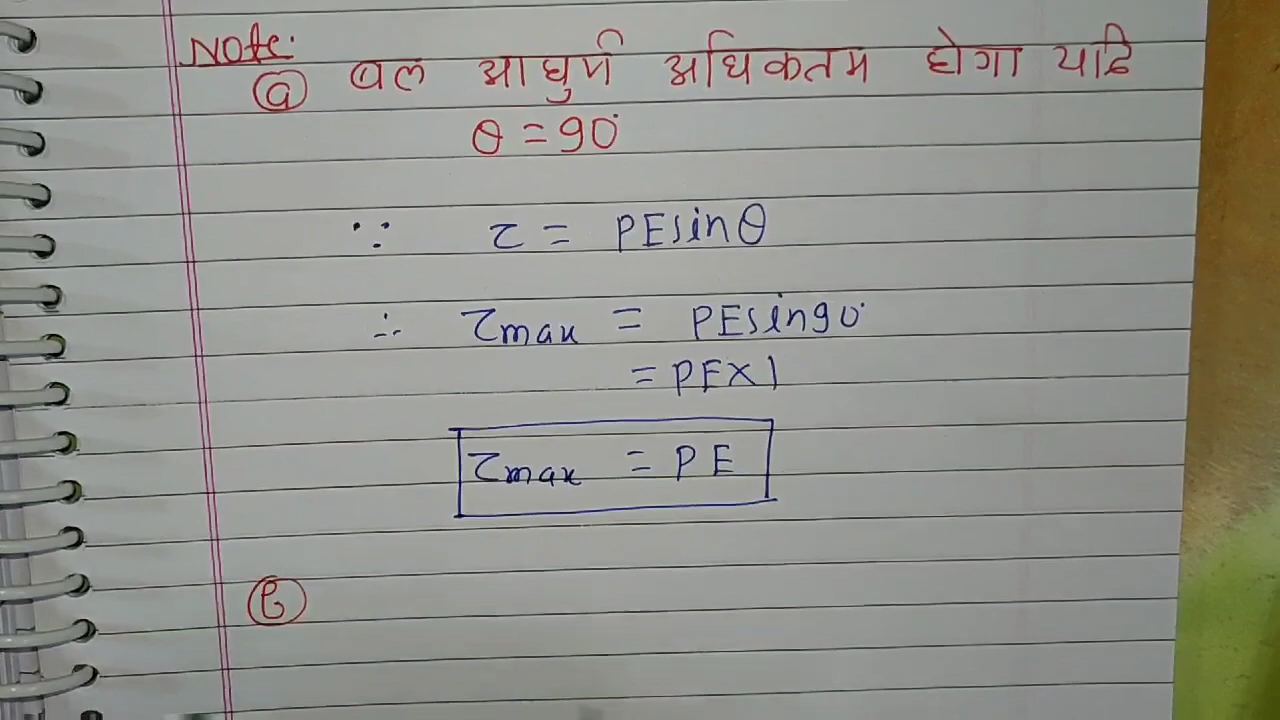 Note:
ⓐ बल आघुर्ण अधिकतम होगा यदि
θ = 90°
∵ τ = PEsinθ
∴ τmax = PEsin90°
= PE×1
τmax = PE
ⓑ